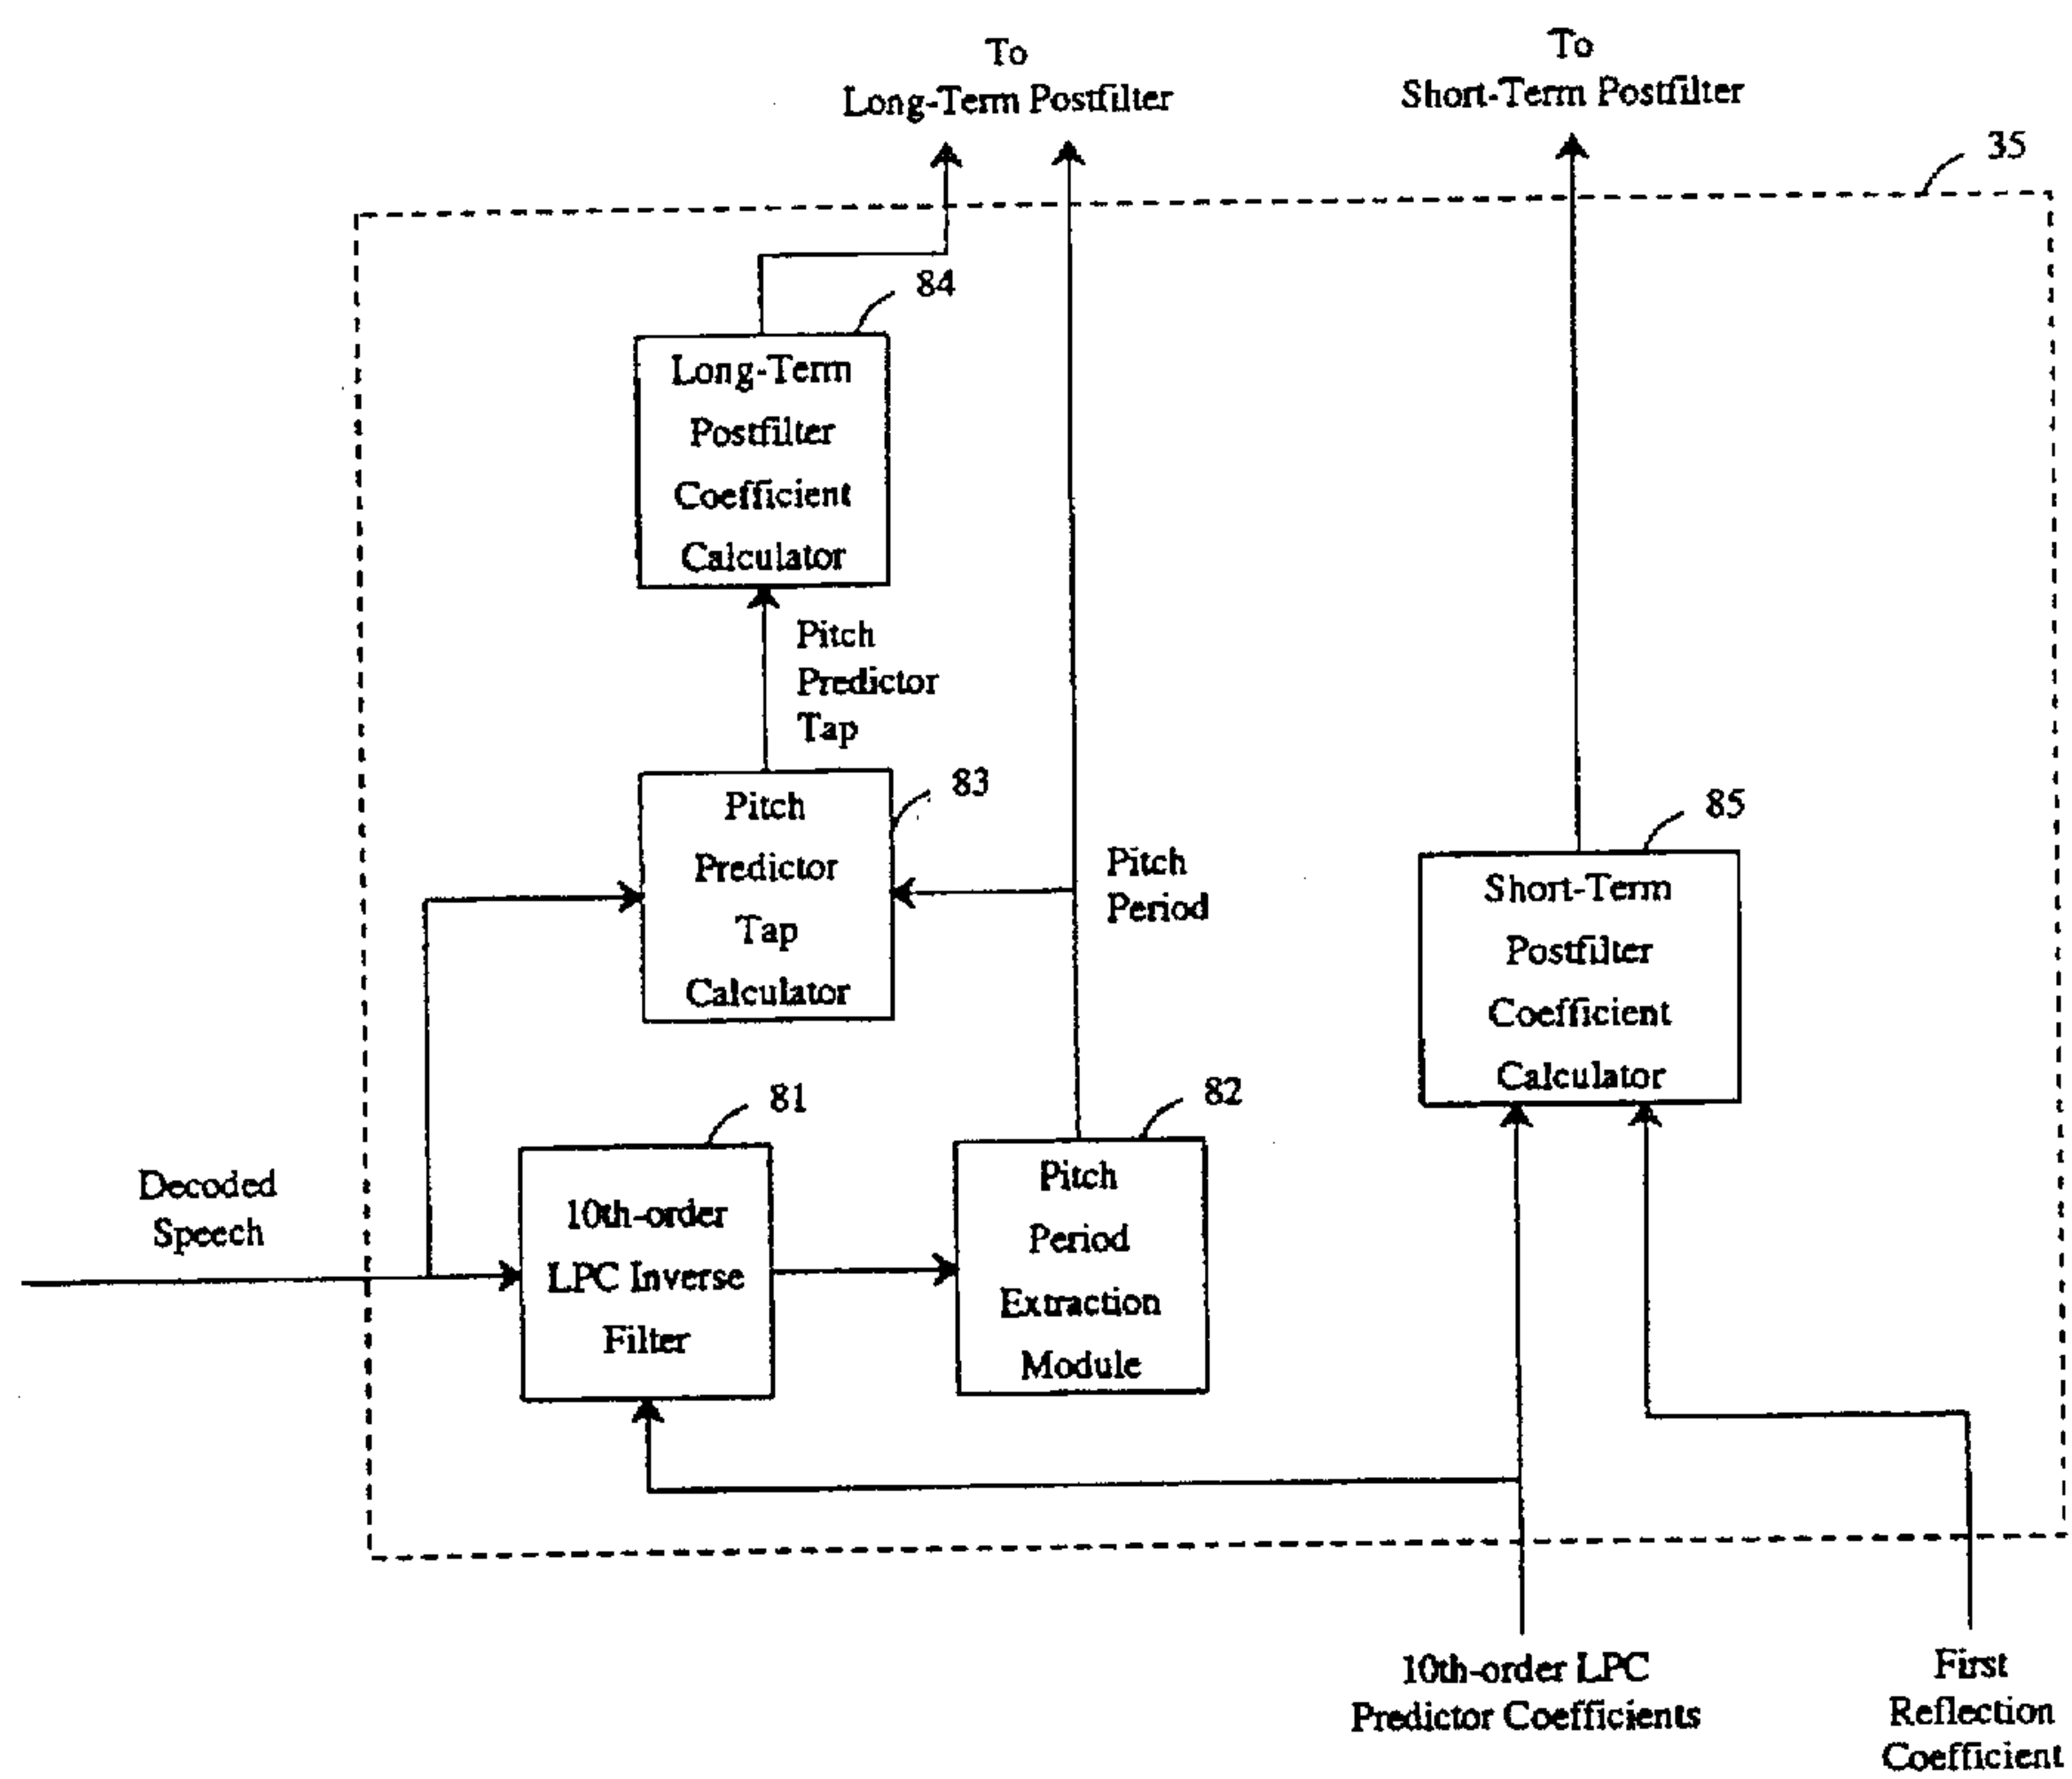 To
Long-Term Postfilter
To
Short-Term Postfilter
35
84
Long-Term
Postfilter
Coefficient
Calculator
Pitch
Predictor
Tap
83
Pitch
Predictor
Tap
Calculator
Pitch
Period
85
Short-Term
Postfilter
Coefficient
Calculator
81
10th-order
LPC Inverse
Filter
82
Pitch
Period
Extraction
Module
Decoded
Speech
10th-order LPC
Predictor Coefficients
First
Reflection
Coefficient